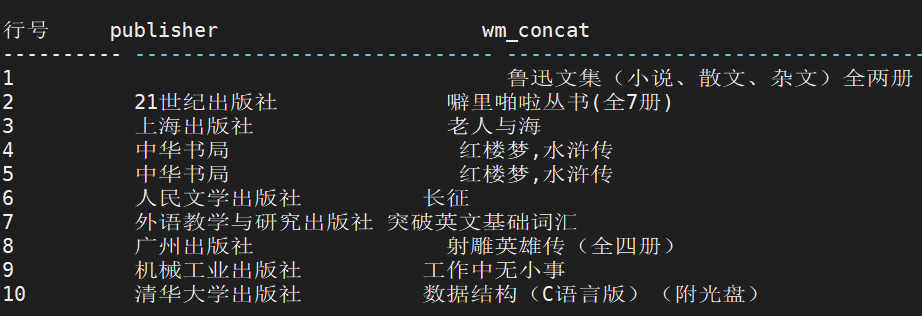 行号 publisher wm_concat
---------- ------------------------------ -----------------------------------
1 鲁迅文集（小说、散文、杂文）全两册
2 21世纪出版社 噼里啪啦丛书(全7册)
3 上海出版社 老人与海
4 中华书局 红楼梦,水浒传
5 中华书局 红楼梦,水浒传
6 人民文学出版社 长征
7 外语教学与研究出版社 突破英文基础词汇
8 广州出版社 射雕英雄传（全四册）
9 机械工业出版社 工作中无小事
10 清华大学出版社 数据结构（C语言版）（附光盘）